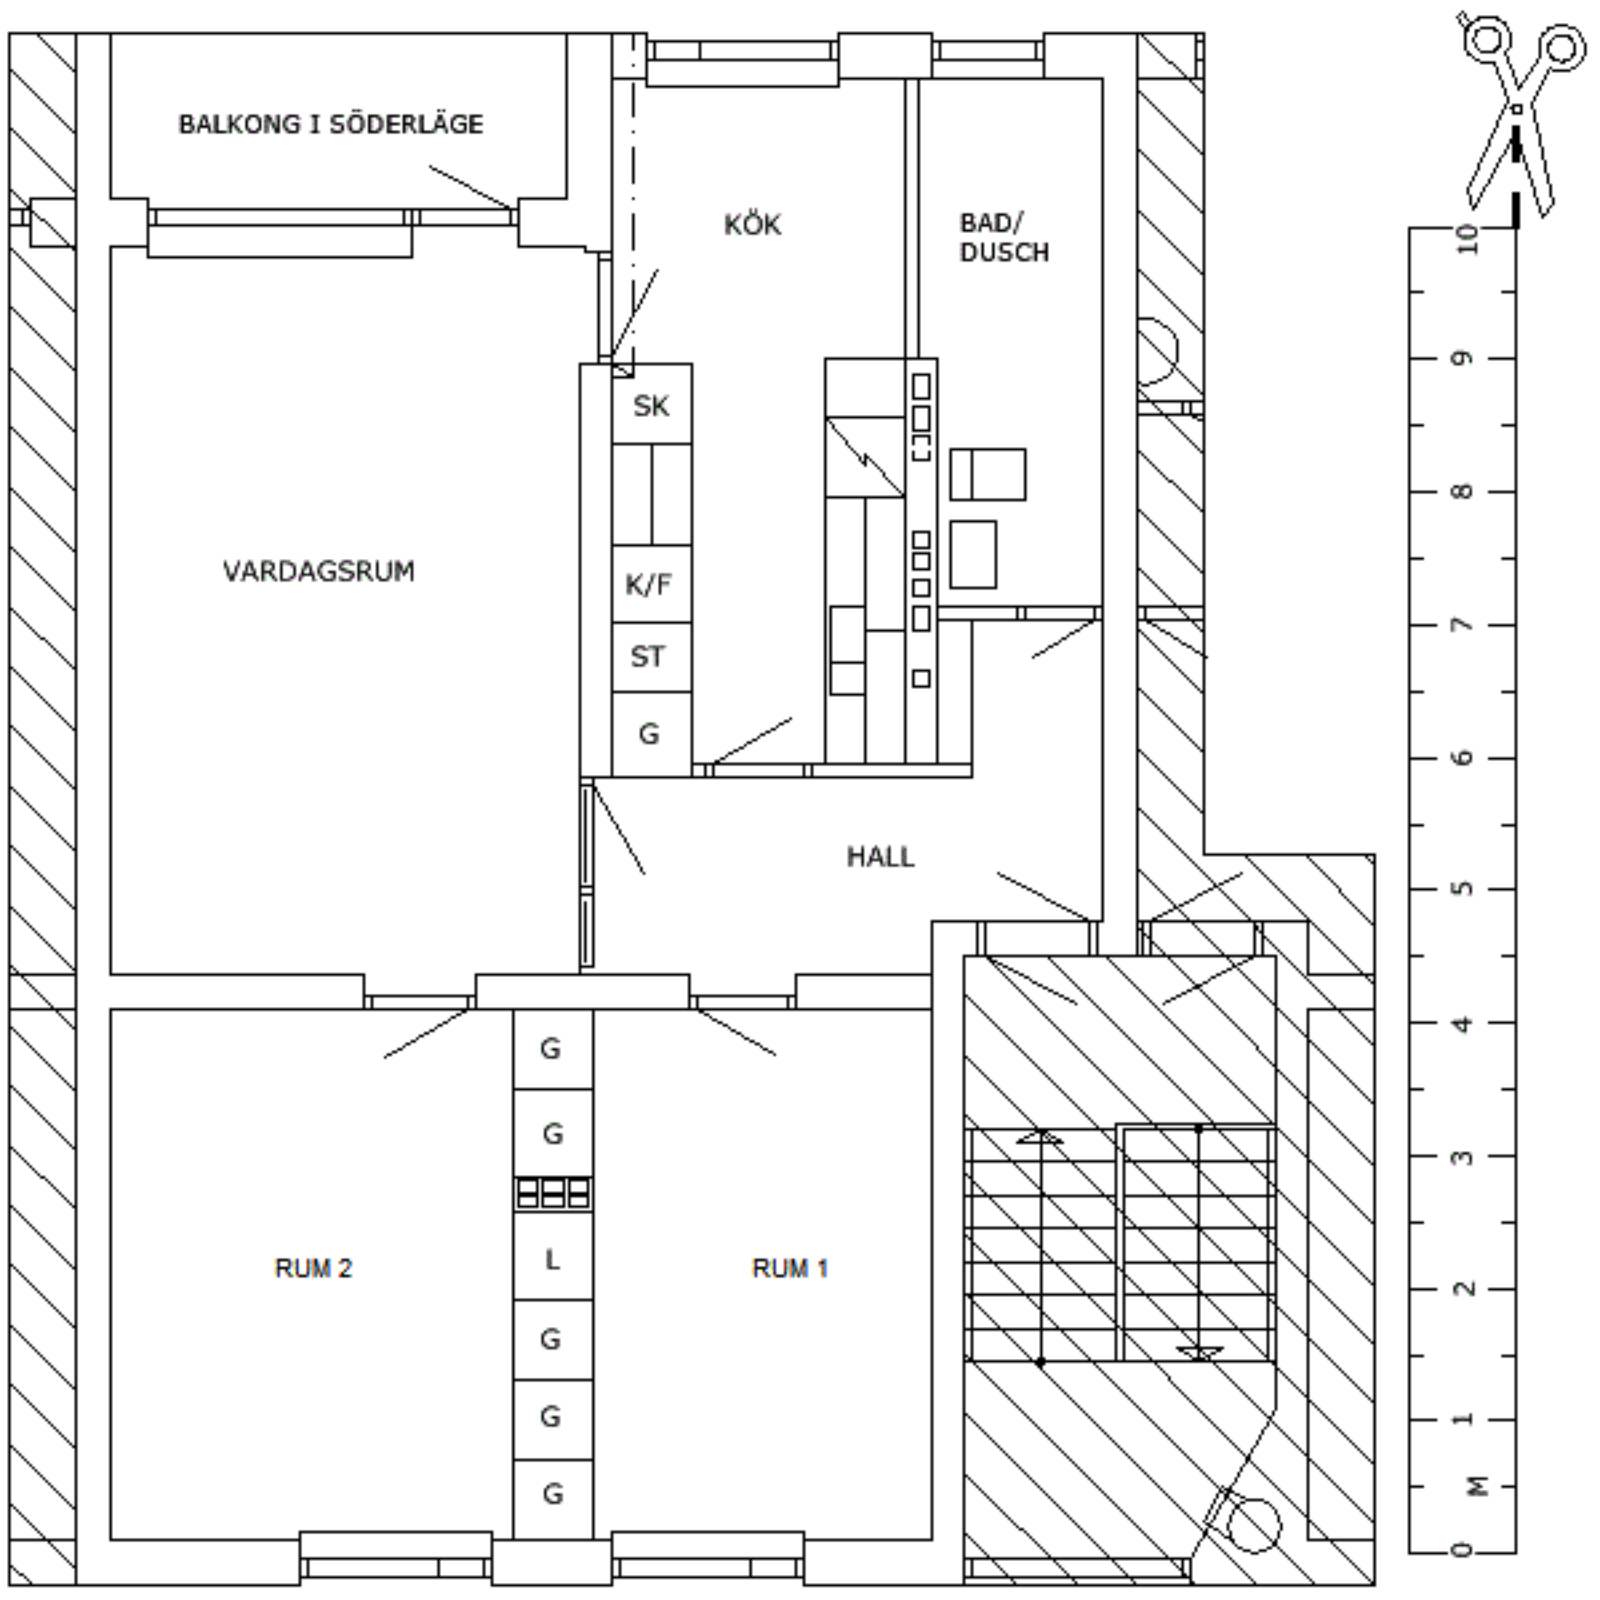 BALKONG I SÖDERLÄGE
KÖK
BAD/
DUSCH
SK
VARDAGSRUM
K/F
ST
G
HALL
G
G
L
RUM 2
RUM 1
G
G
G
10
9
8
7
6
5
4
3
2
1
M
0